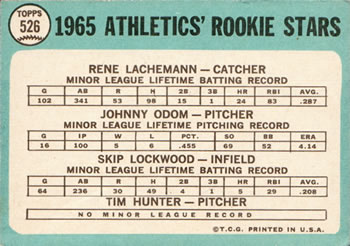 TOPPS
526
1965 ATHLETICS' ROOKIE STARS
RENE LACHEMANN—CATCHER
MINOR LEAGUE LIFETIME BATTING RECORD
G AB R H 2B 3B HR RBI AVG.
102 341 53 98 15 1 24 83 .287
JOHNNY ODOM—PITCHER
MINOR LEAGUE LIFETIME PITCHING RECORD
G IP W L PCT. SO BB ERA
16 100 5 6 .455 69 52 4.14
SKIP LOCKWOOD—INFIELD
MINOR LEAGUE LIFETIME BATTING RECORD
G AB R H 2B 3B HR RBI AVG.
64 236 30 49 4 1 5 29 .208
TIM HUNTER—PITCHER
NO MINOR LEAGUE RECORD
©T.C.G. PRINTED IN U.S.A.